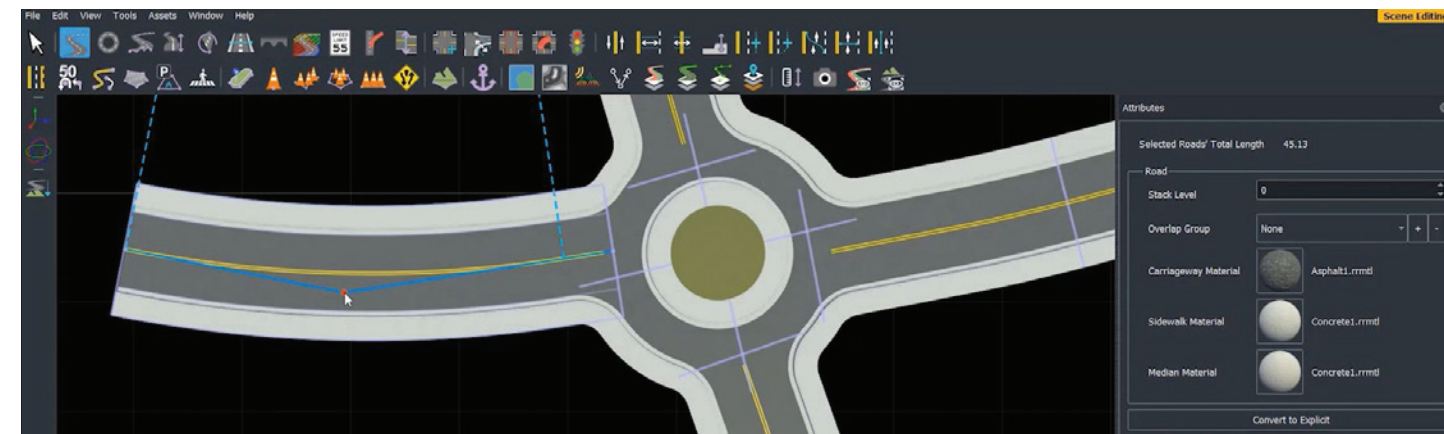 File Edit View Tools Assets Window Help
Scene Editing
SPEED LIMIT 55
50
P
Attributes
Selected Roads' Total Length 45.13
Road
Stack Level 0
Overlap Group None + -
Carriageway Material Asphalt1.rrmtl
Sidewalk Material Concrete1.rrmtl
Median Material Concrete1.rrmtl
Convert to Explicit